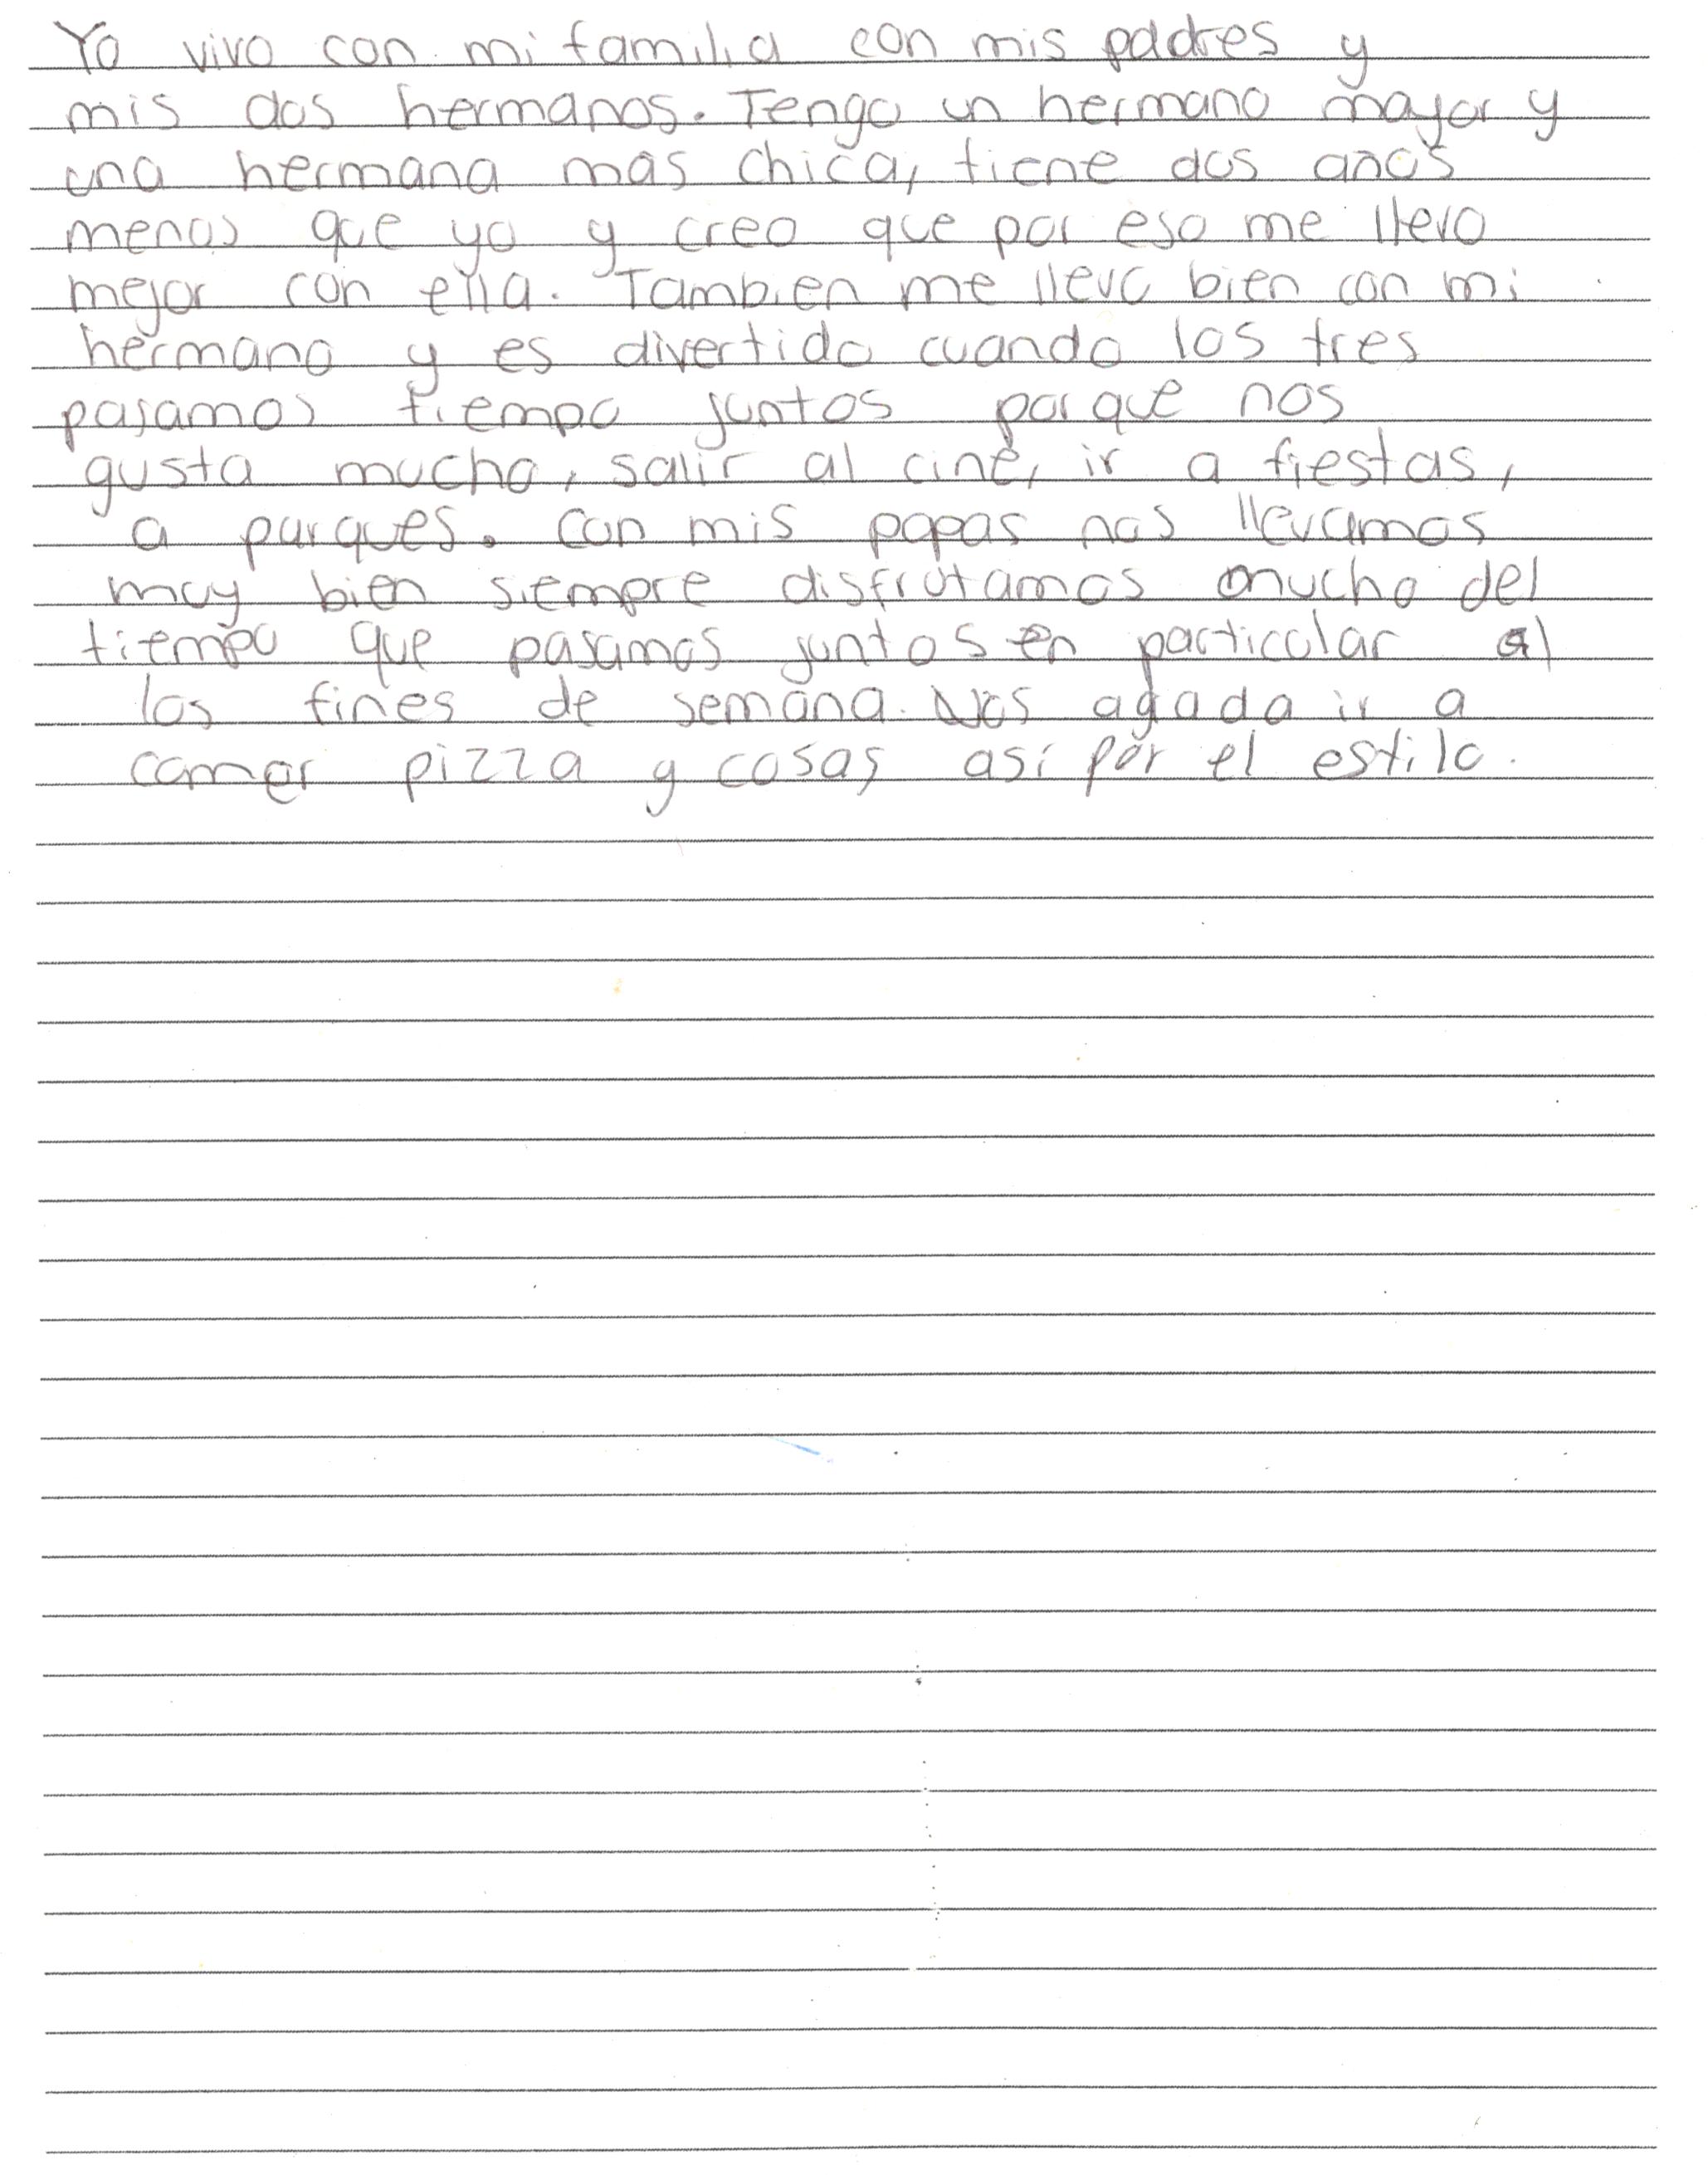 Yo vivo con mi familia con mis padres y
mis dos hermanos. Tengo un hermano mayor y
una hermana mas chica, tiene dos años
menos que yo y creo que por eso me llevo
mejor con ella. Tambien me llevo bien con mi
hermano y es divertido cuando los tres
pasamos tiempo juntos porque nos
gusta mucho, salir al cine, ir a fiestas,
a parques. Con mis papas nos llevamos
muy bien siempre disfrutamos mucho del
tiempo que pasamos juntos en particular al
los fines de semana. Nos agada ir a
comer pizza y cosas así por el estilo.